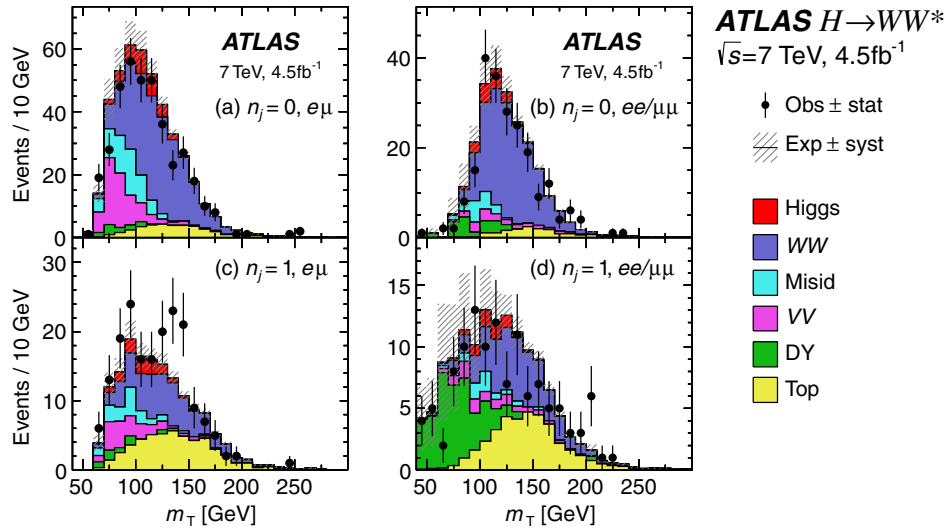 ATLAS H→WW*
√s=7 TeV, 4.5fb⁻¹
Obs ± stat
Exp ± syst
Higgs
WW
Misid
VV
DY
Top
Events / 10 GeV
60
40
20
0
ATLAS
7 TeV, 4.5fb⁻¹
(a) nⱼ = 0, eμ
40
20
0
ATLAS
7 TeV, 4.5fb⁻¹
(b) nⱼ = 0, ee/μμ
Events / 10 GeV
30
20
10
0
(c) nⱼ = 1, eμ
15
10
5
0
(d) nⱼ = 1, ee/μμ
50 100 150 200 250
m_T [GeV]
50 100 150 200 250
m_T [GeV]